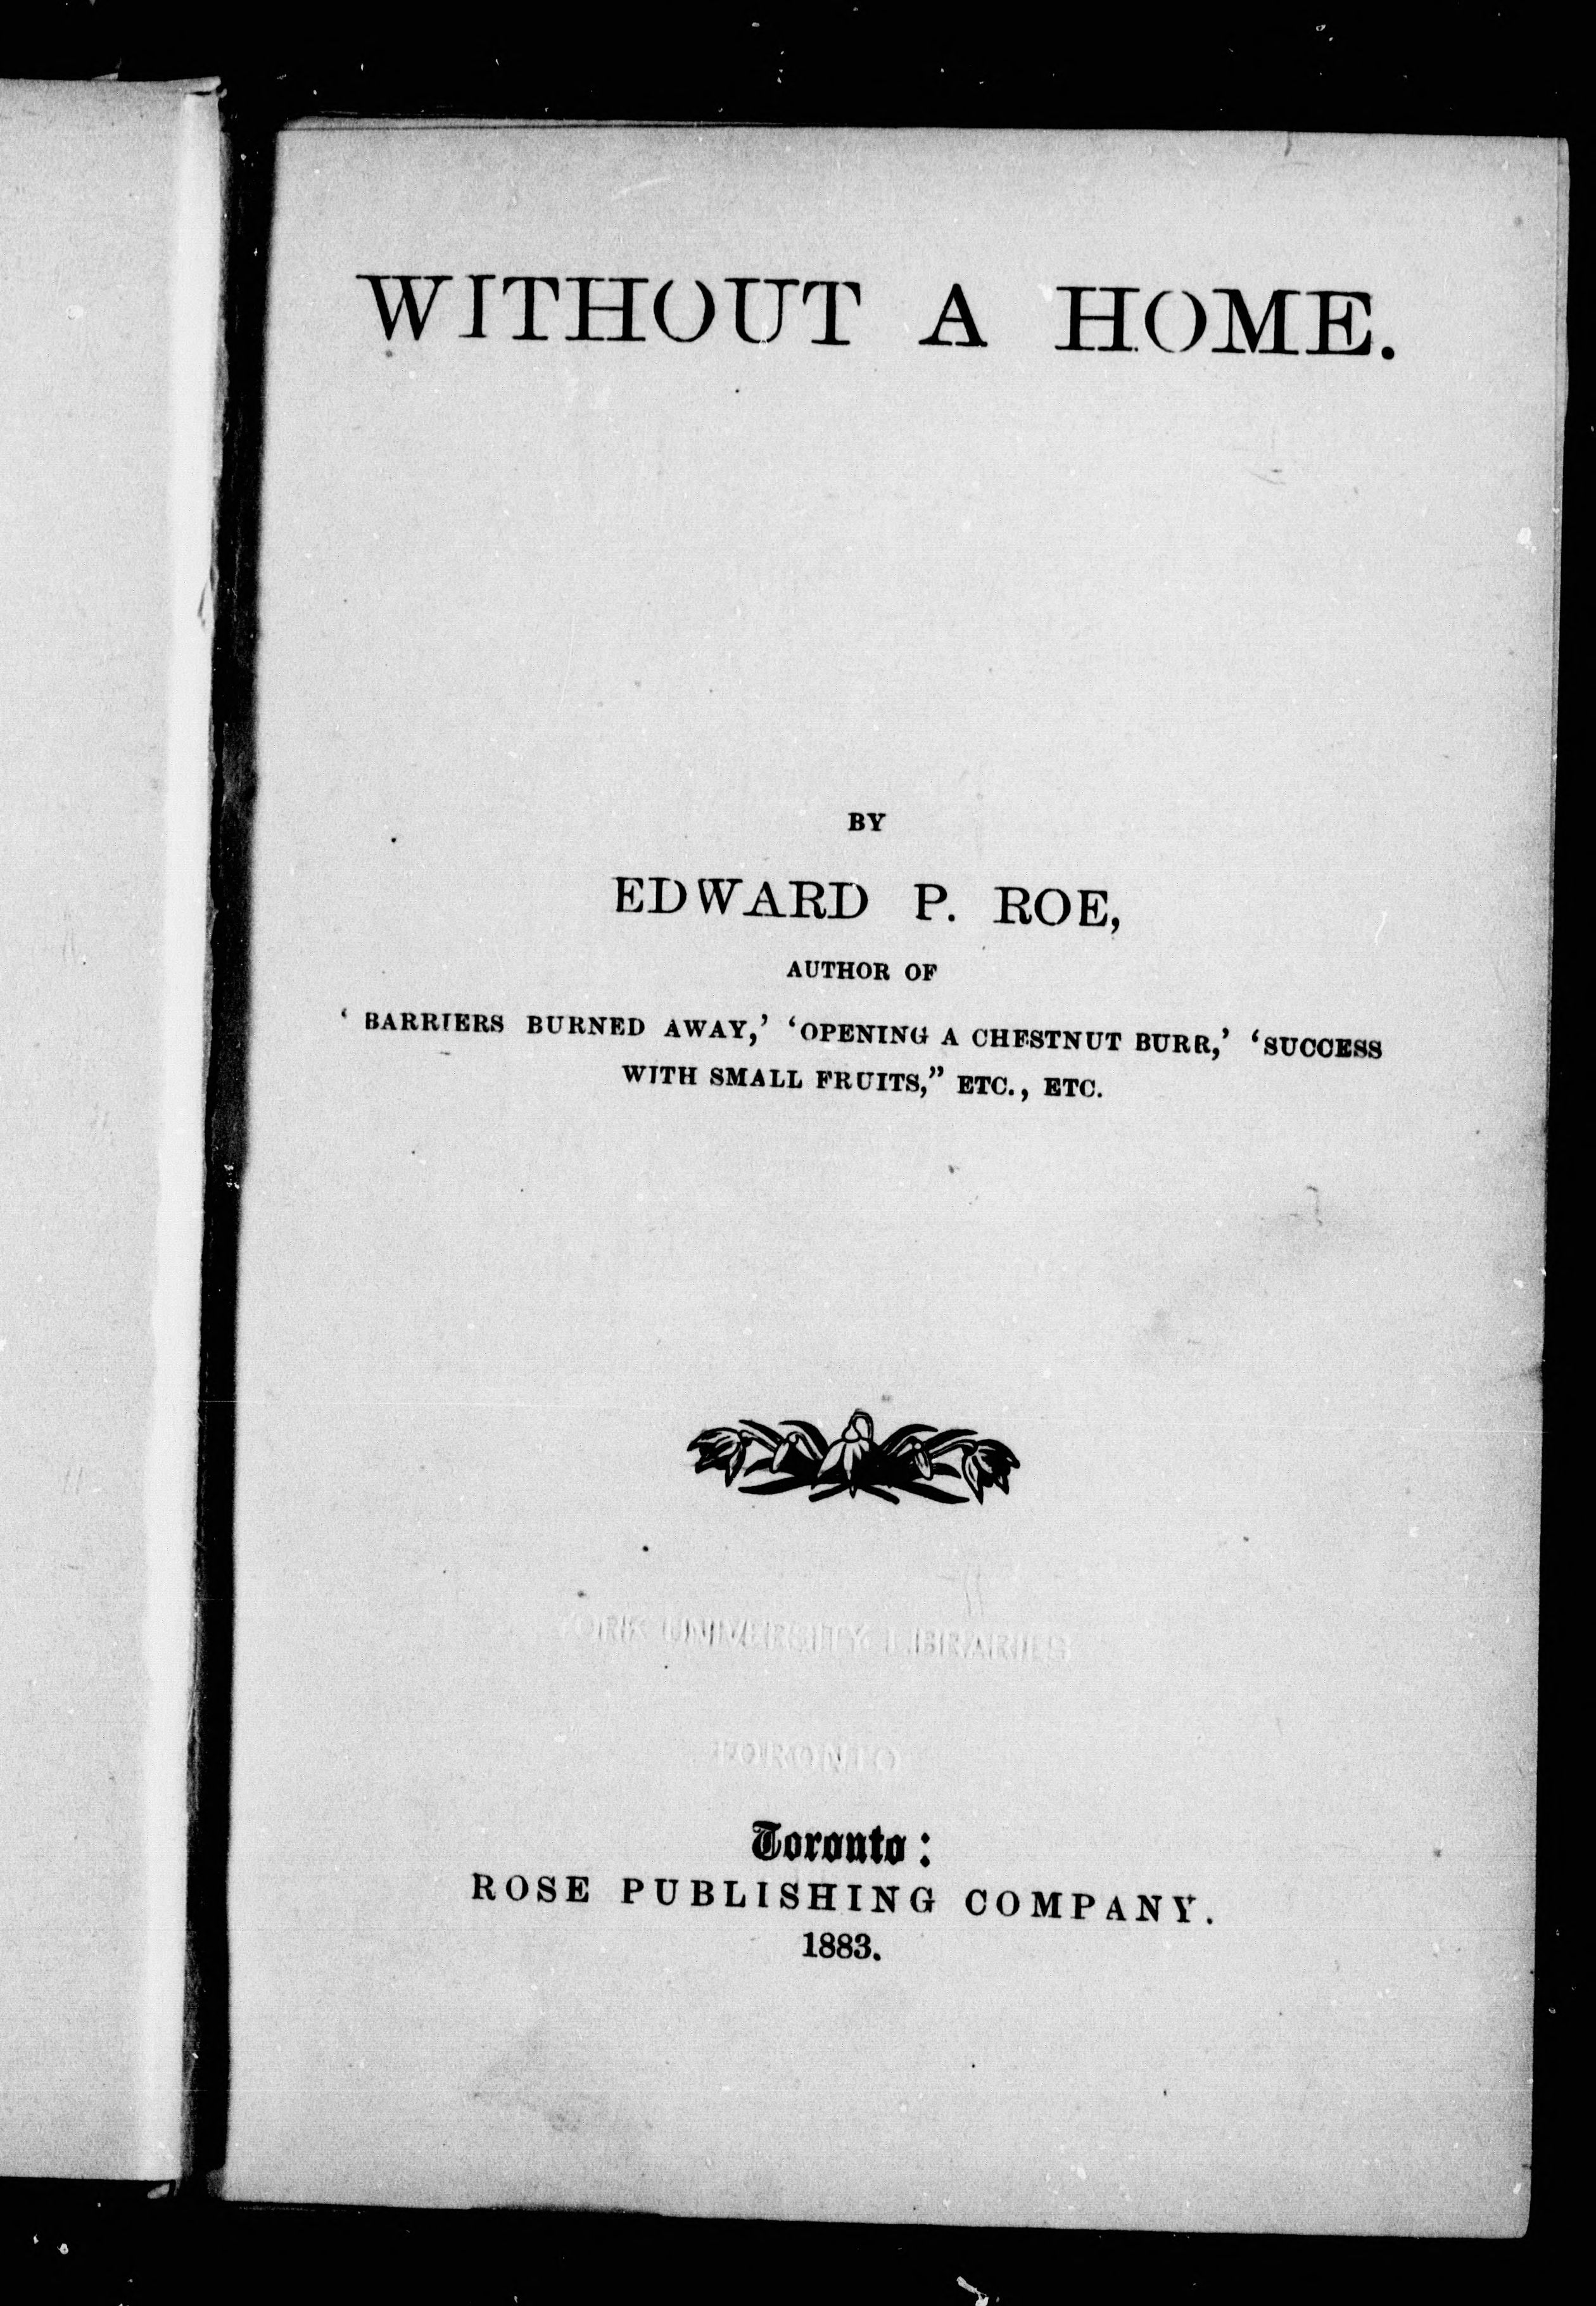 WITHOUT A HOME.
BY
EDWARD P. ROE,
AUTHOR OF
‘ BARRIERS BURNED AWAY,’ ‘OPENING A CHESTNUT BURR,’ ‘SUCCESS
WITH SMALL FRUITS,” ETC., ETC.
YORK UNIVERSITY LIBRARIES
TORONTO
Toronto:
ROSE PUBLISHING COMPANY.
1883.